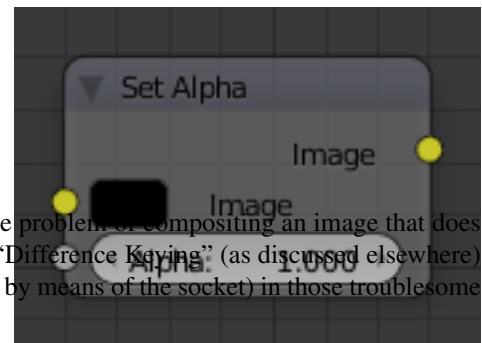 Set Alpha
Image
Image
e problem of compositing an image that does
“Difference Keying” (as discussed elsewhere)
Alpha: 1.000
by means of the socket) in those troublesome